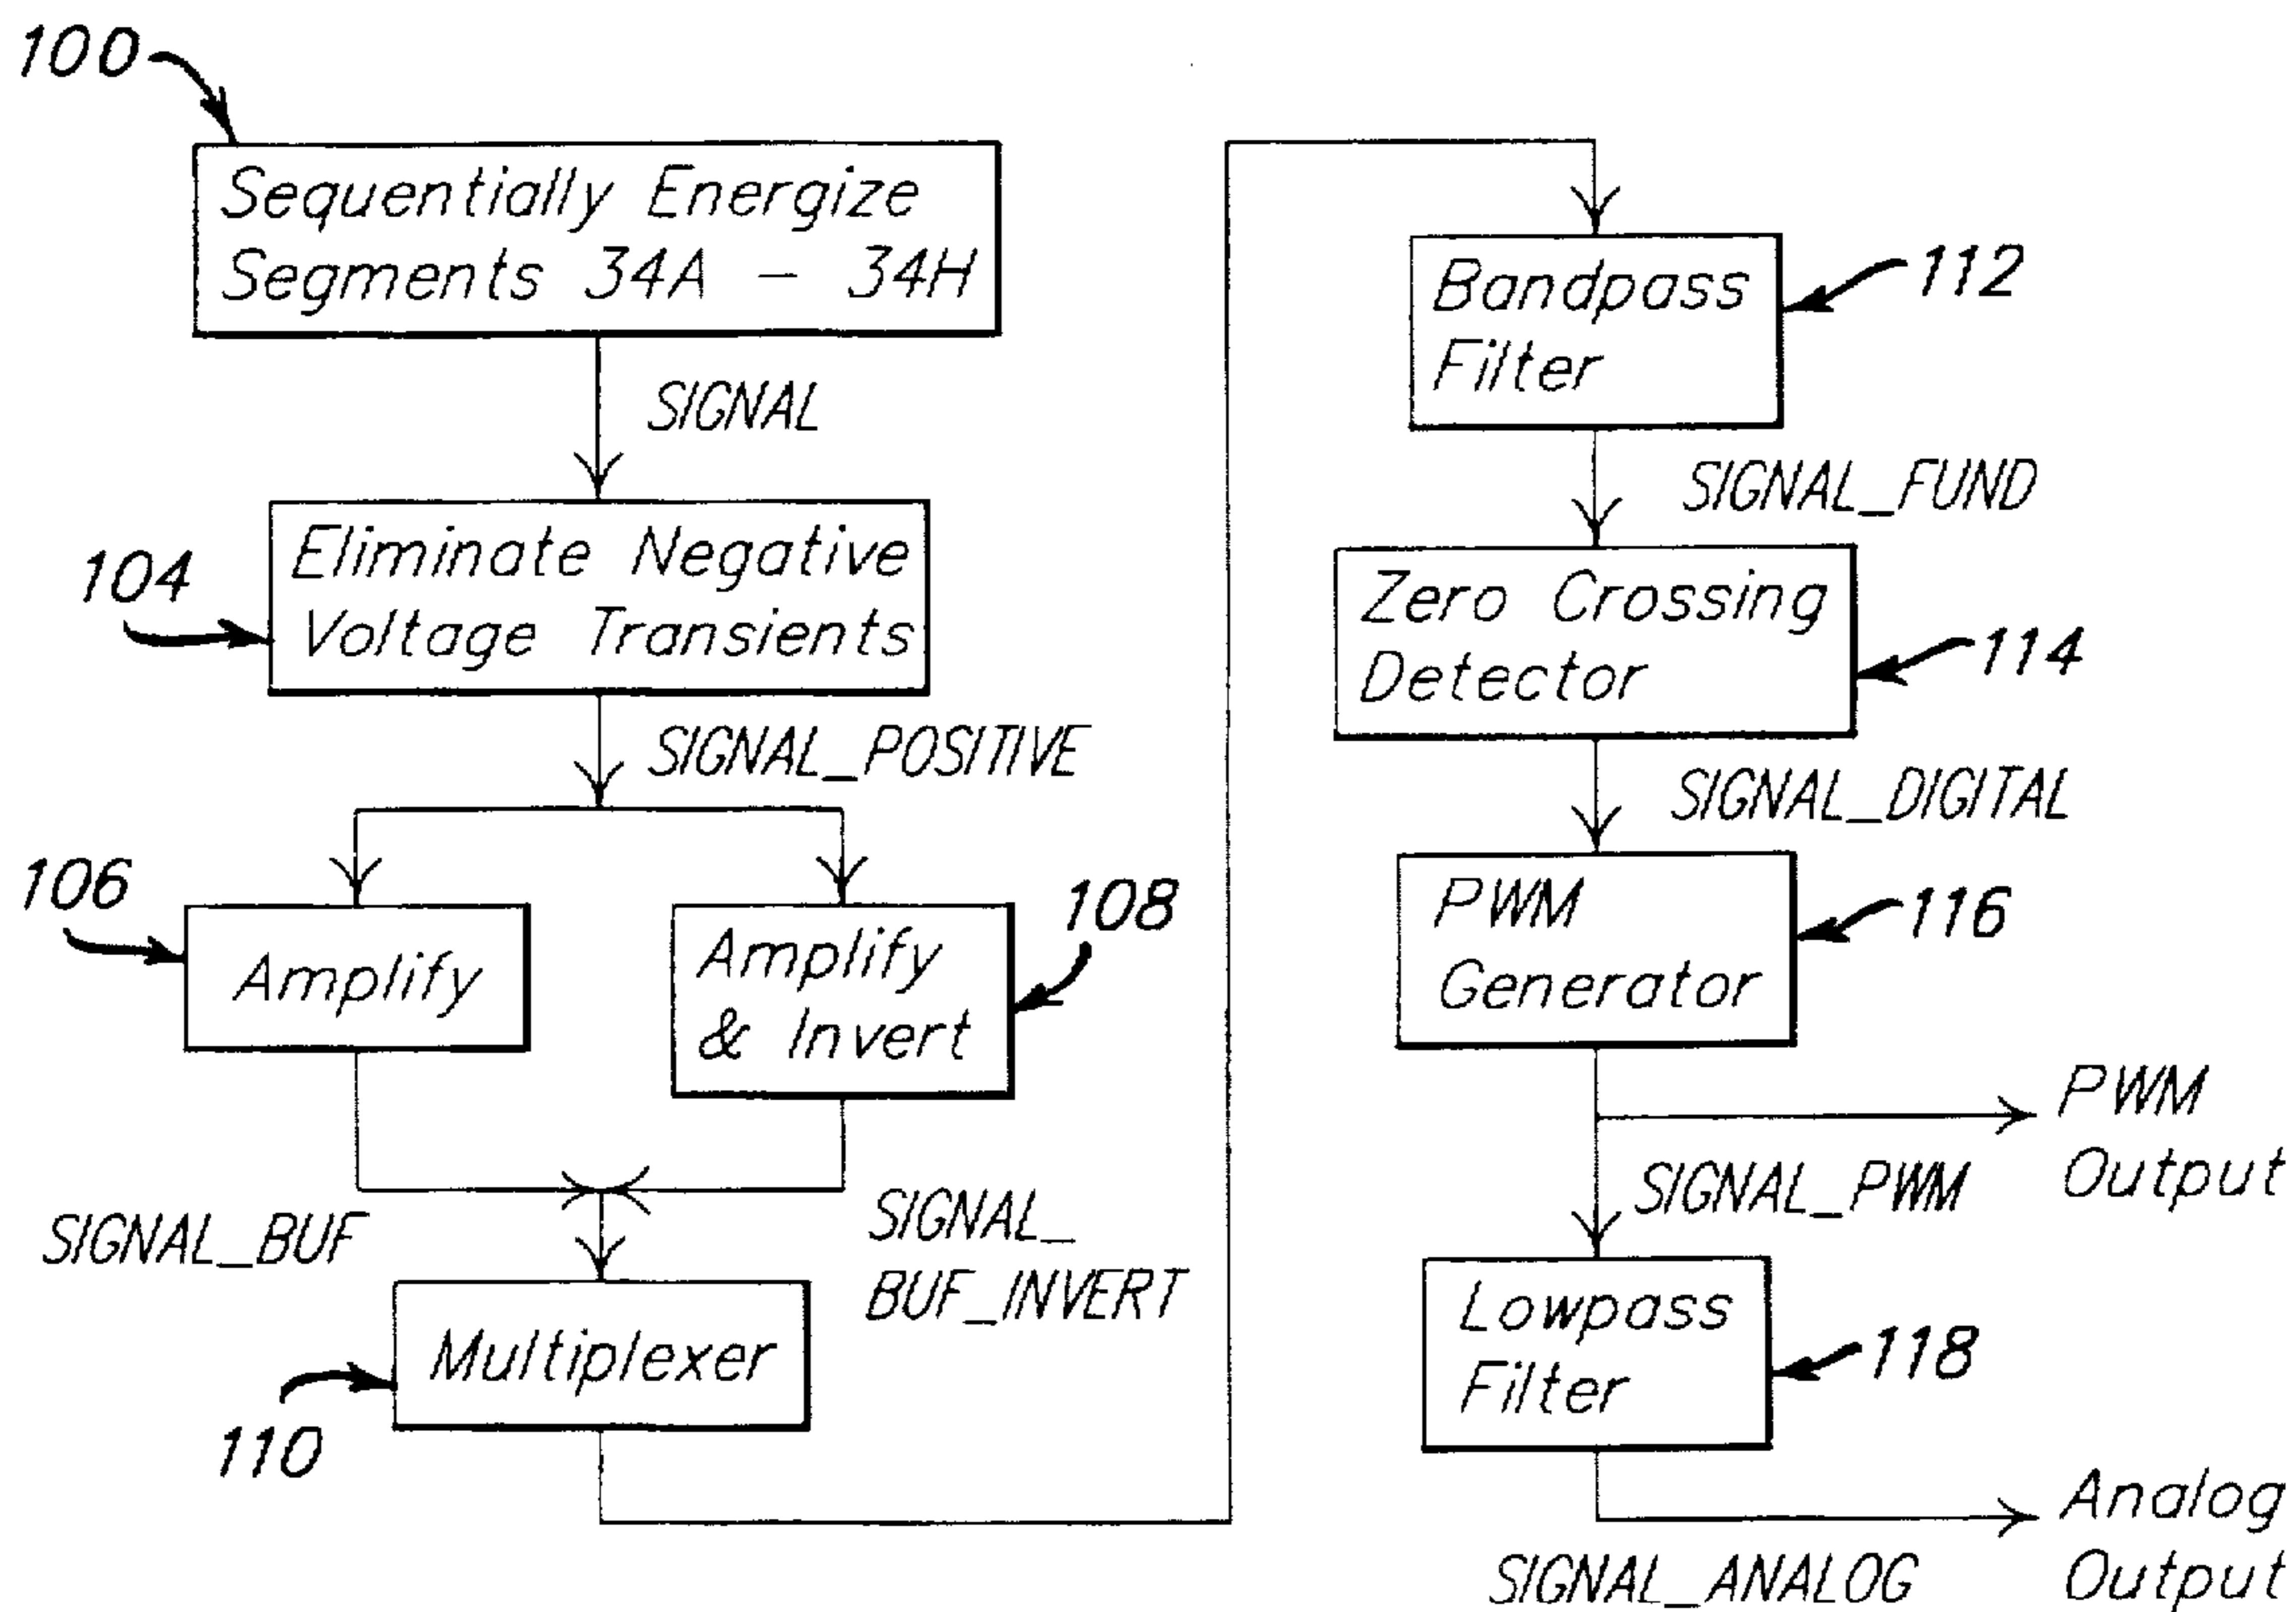 100
Sequentially Energize
Segments 34A – 34H
SIGNAL
104
Eliminate Negative
Voltage Transients
SIGNAL_POSITIVE
106
Amplify
108
Amplify
& Invert
SIGNAL_BUF
SIGNAL_
BUF_INVERT
Multiplexer
110
Bandpass
Filter
112
SIGNAL_FUND
Zero Crossing
Detector
114
SIGNAL_DIGITAL
PWM
Generator
116
PWM
Output
SIGNAL_PWM
Lowpass
Filter
118
Analog
Output
SIGNAL_ANALOG